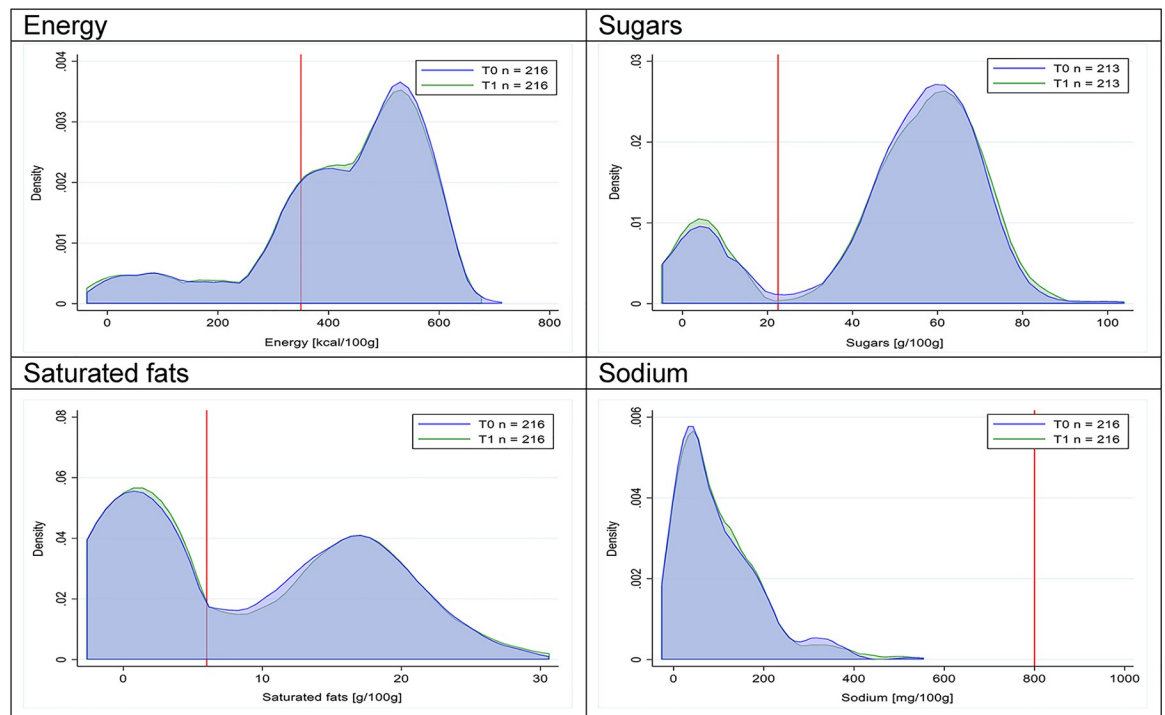 Energy
.004
.003
.002
.001
0
Density
0 200 400 600 800
Energy [kcal/100g]
T0 n = 216
T1 n = 216
Sugars
.03
.02
.01
0
Density
0 20 40 60 80 100
Sugars [g/100g]
T0 n = 213
T1 n = 213
Saturated fats
.08
.06
.04
.02
0
Density
0 10 20 30
Saturated fats [g/100g]
T0 n = 216
T1 n = 216
Sodium
.006
.004
.002
0
Density
0 200 400 600 800 1000
Sodium [mg/100g]
T0 n = 216
T1 n = 216